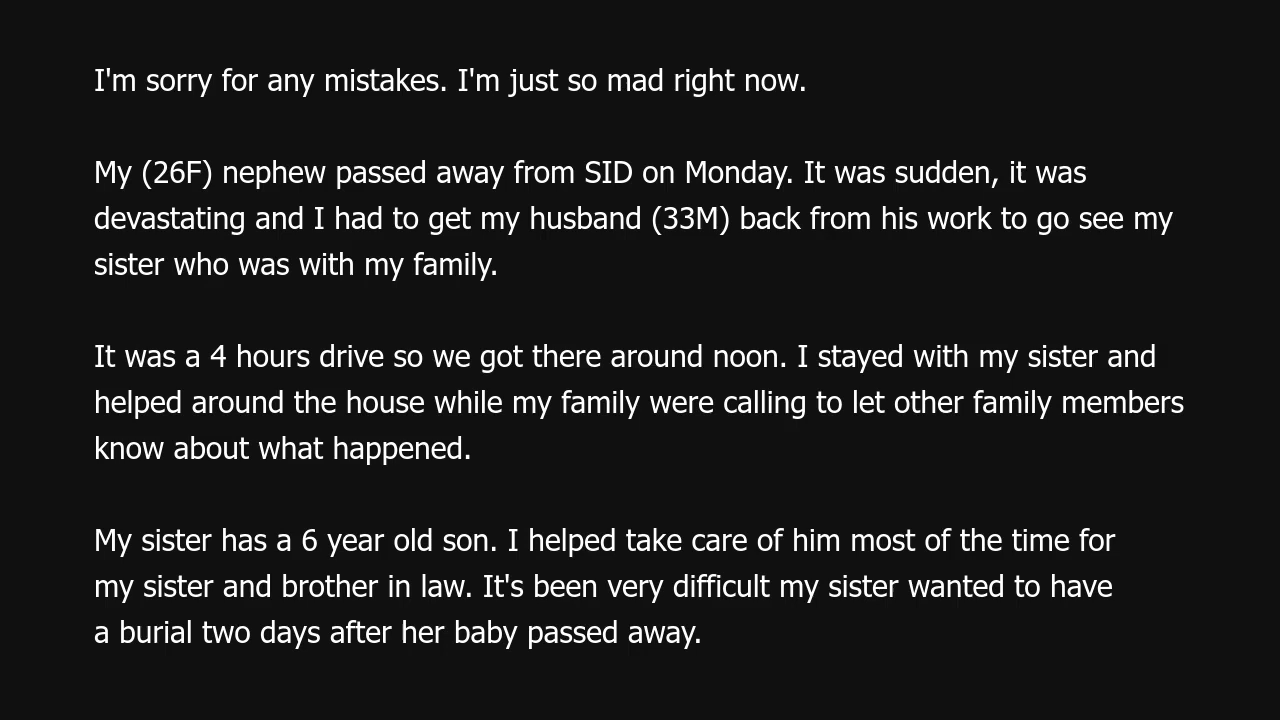 I'm sorry for any mistakes. I'm just so mad right now.
My (26F) nephew passed away from SID on Monday. It was sudden, it was
devastating and I had to get my husband (33M) back from his work to go see my
sister who was with my family.
It was a 4 hours drive so we got there around noon. I stayed with my sister and
helped around the house while my family were calling to let other family members
know about what happened.
My sister has a 6 year old son. I helped take care of him most of the time for
my sister and brother in law. It's been very difficult my sister wanted to have
a burial two days after her baby passed away.